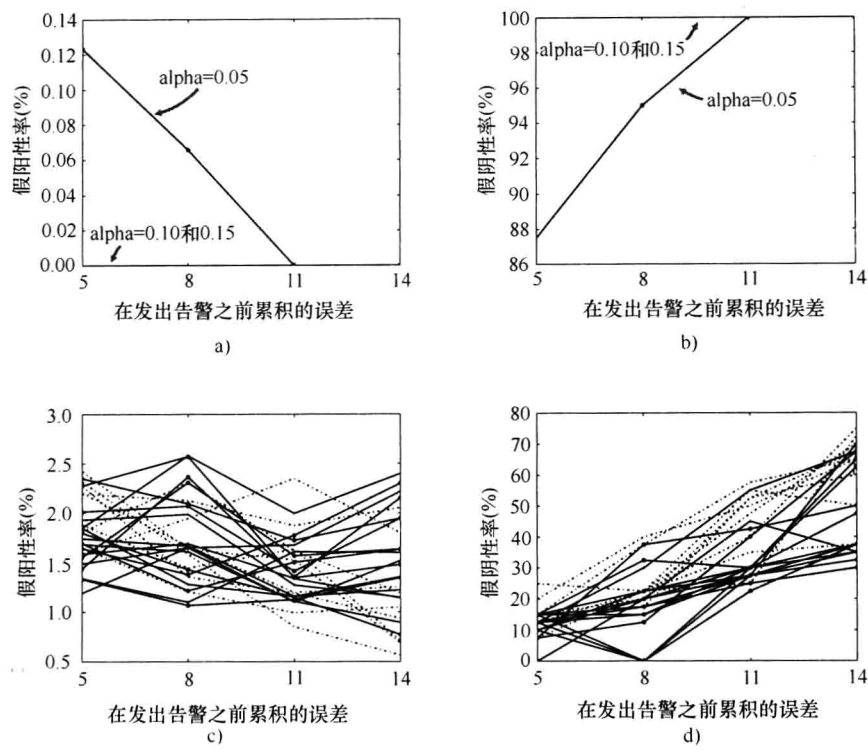 假阳性率(%)
0.14
0.12
0.10
0.08
0.06
0.04
0.02
0.00
alpha=0.05
alpha=0.10和0.15
5 8 11 14
在发出告警之前累积的误差
a)
假阴性率(%)
100
98
96
94
92
90
88
86
alpha=0.10和0.15
alpha=0.05
5 8 11 14
在发出告警之前累积的误差
b)
假阳性率(%)
3.0
2.5
2.0
1.5
1.0
0.5
5 8 11 14
在发出告警之前累积的误差
c)
假阴性率(%)
80
70
60
50
40
30
20
10
0
5 8 11 14
在发出告警之前累积的误差
d)